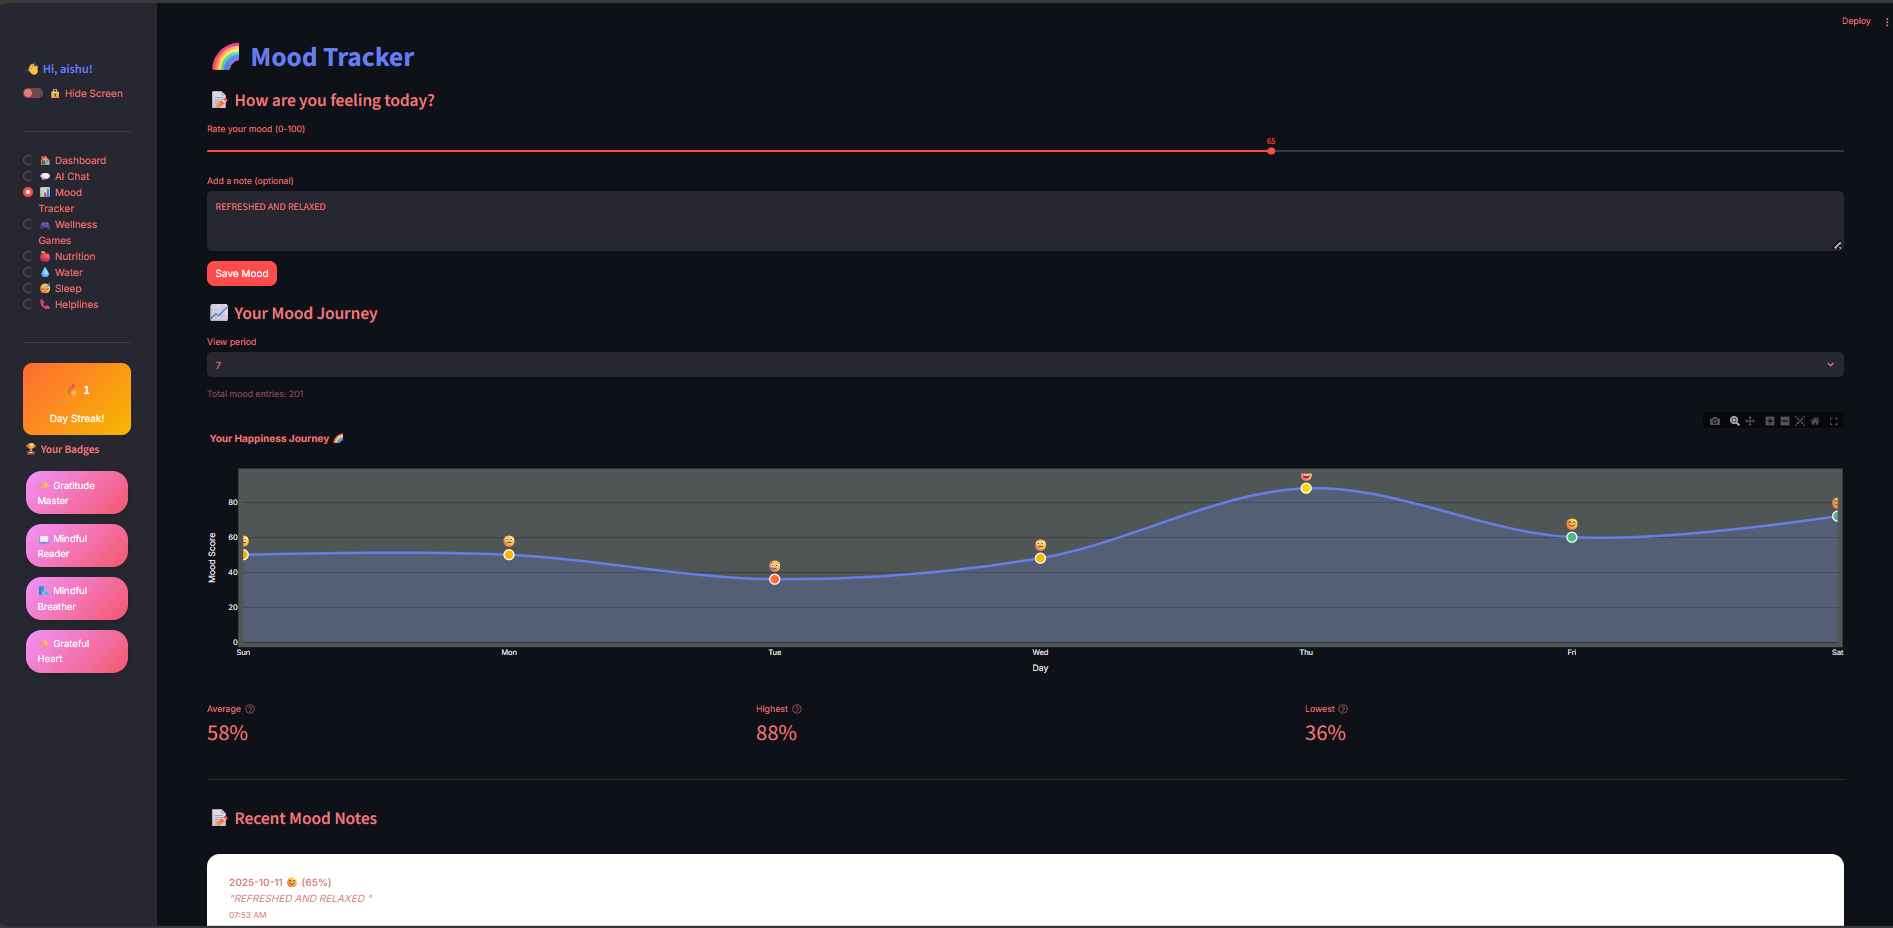 Deploy
👋 Hi, aishu!
🔒 Hide Screen
🏠 Dashboard
💬 AI Chat
📊 Mood
Tracker
🎮 Wellness
Games
🍎 Nutrition
💧 Water
😴 Sleep
📞 Helplines
🔥 1
Day Streak!
🏆 Your Badges
✨ Gratitude
Master
📖 Mindful
Reader
🌬️ Mindful
Breather
✨ Grateful
Heart
🌈 Mood Tracker
📝 How are you feeling today?
Rate your mood (0-100)
65
Add a note (optional)
REFRESHED AND RELAXED
Save Mood
📈 Your Mood Journey
View period
7
Total mood entries: 201
Your Happiness Journey 🌈
Mood Score
80
60
40
20
0
Sun Mon Tue Wed Thu Fri Sat
Day
Average
58%
Highest
88%
Lowest
36%
📝 Recent Mood Notes
2025-10-11 😊 (65%)
"REFRESHED AND RELAXED "
07:53 AM